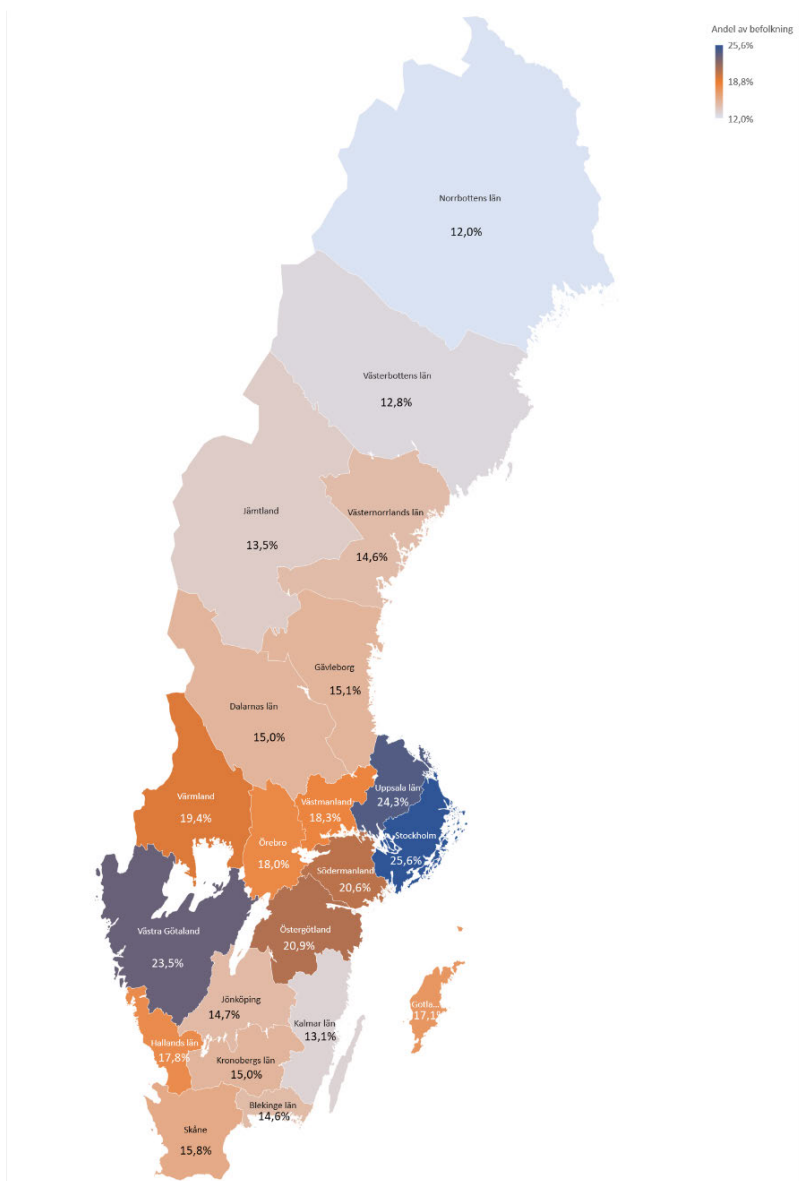 Andel av befolkning
25,6%
18,8%
12,0%
Norrbottens län
12,0%
Västerbottens län
12,8%
Jämtland
13,5%
Västernorrlands län
14,6%
Gävleborg
15,1%
Dalarnas län
15,0%
Uppsala län
24,3%
Värmland
19,4%
Västmanland
18,3%
Stockholm
25,6%
Örebro
18,0%
Södermanland
20,6%
Västra Götaland
23,5%
Östergötland
20,9%
Jönköping
14,7%
Gotla...
17,1%
Kalmar län
13,1%
Hallands län
17,8%
Kronobergs län
15,0%
Blekinge län
14,6%
Skåne
15,8%